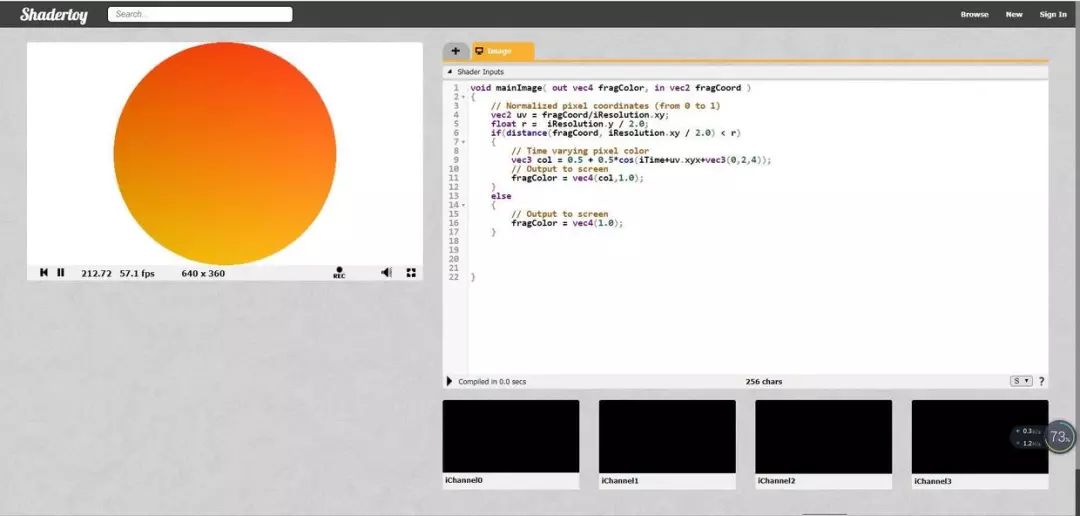 Shadertoy
Search...
Browse
New
Sign In
+
Image
Shader Inputs
1 void mainImage( out vec4 fragColor, in vec2 fragCoord )
2 {
3 // Normalized pixel coordinates (from 0 to 1)
4 vec2 uv = fragCoord/iResolution.xy;
5 float r = iResolution.y / 2.0;
6 if(distance(fragCoord, iResolution.xy / 2.0) < r)
7 {
8 // Time varying pixel color
9 vec3 col = 0.5 + 0.5*cos(iTime+uv.xyx+vec3(0,2,4));
10 // Output to screen
11 fragColor = vec4(col,1.0);
12 }
13 else
14 {
15 // Output to screen
16 fragColor = vec4(1.0);
17 }
18
19
20
21
22 }
212.72 57.1 fps 640 x 360
REC
Compiled in 0.0 secs
256 chars
S
?
iChannel0
iChannel1
iChannel2
iChannel3
0.3K/s
1.2K/s
73%